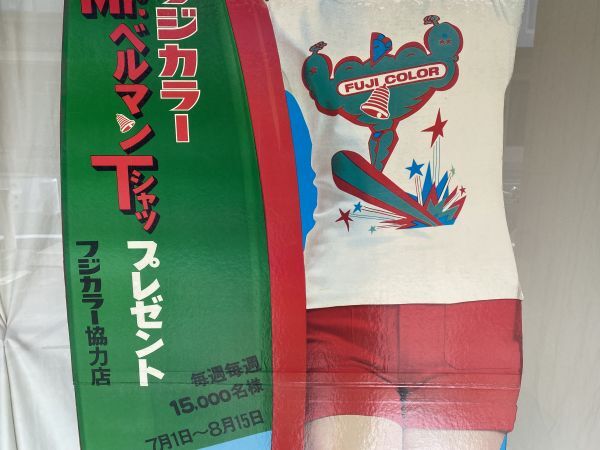 フジカラー
Mr.ベルマンTシャツ
プレゼント
フジカラー協力店
毎週毎週
15,000名様
7月1日〜8月15日
FUJI COLOR